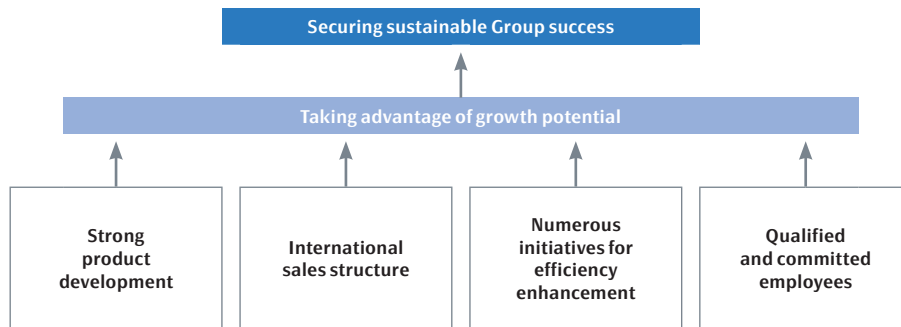 Securing sustainable Group success
Taking advantage of growth potential
Strong
product
development
International
sales structure
Numerous
initiatives for
efficiency
enhancement
Qualified
and committed
employees